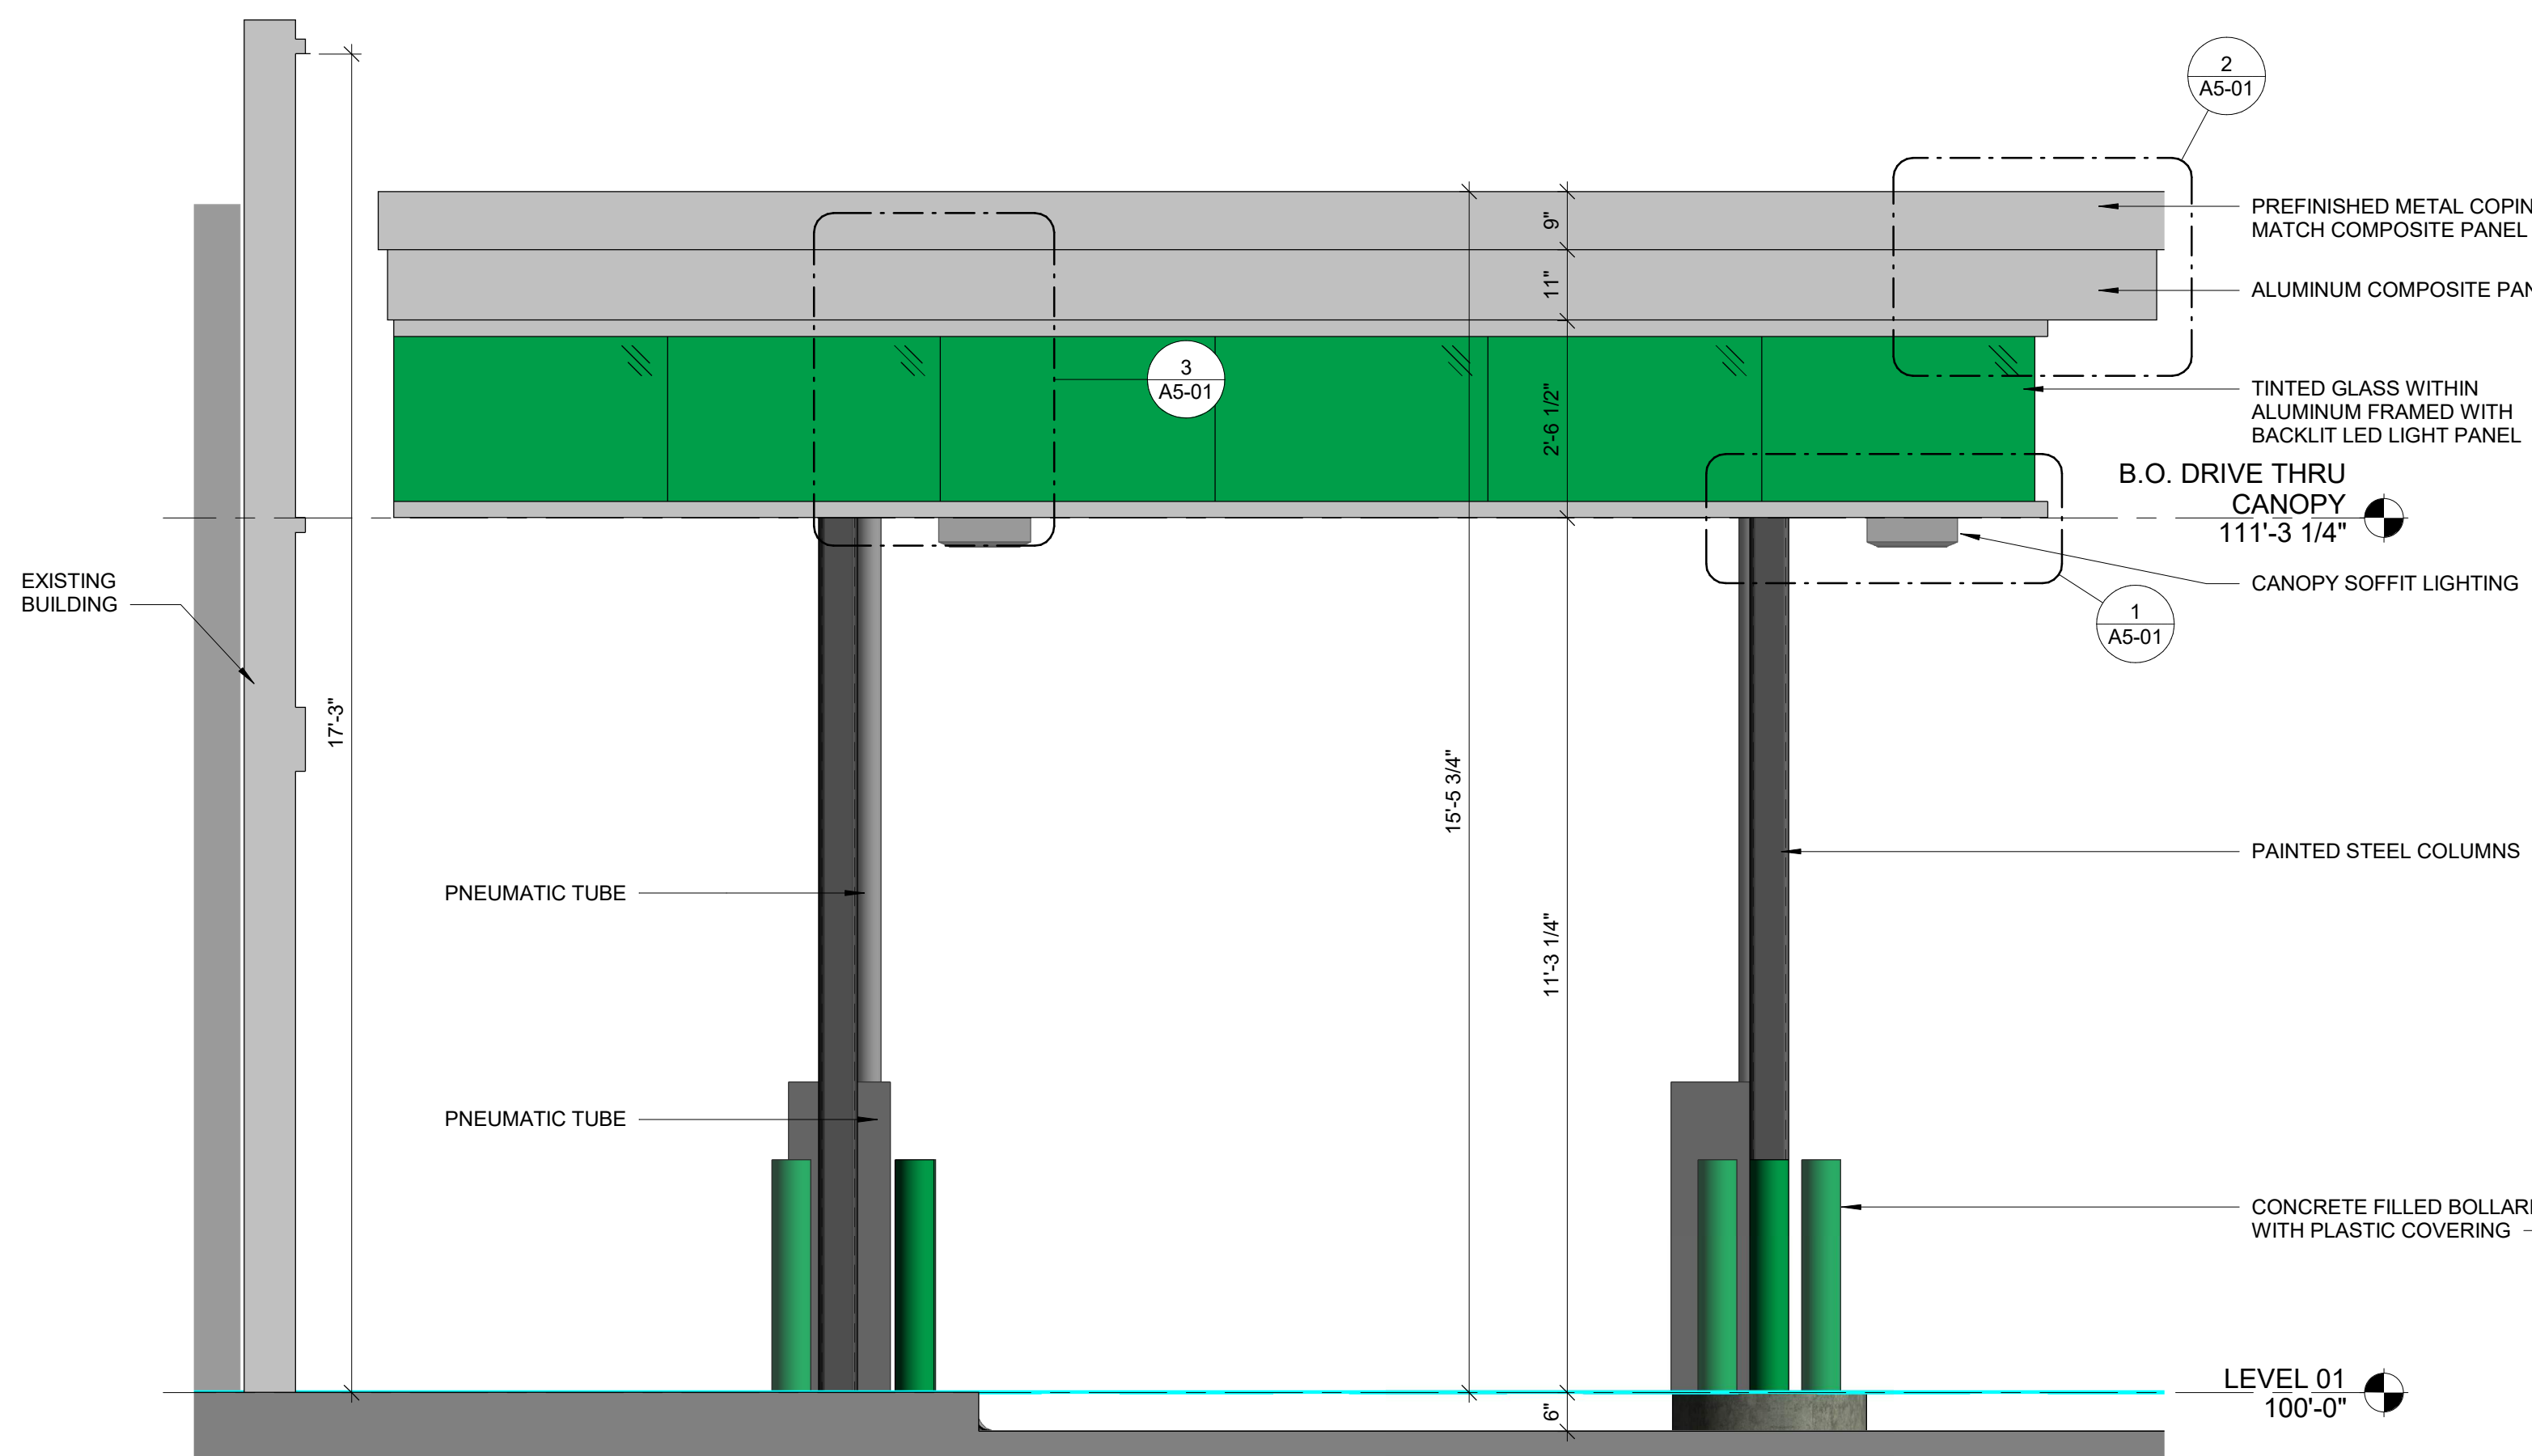 2
A5-01
PREFINISHED METAL COPIN
MATCH COMPOSITE PANEL
9"
11"
ALUMINUM COMPOSITE PAN
3
A5-01
2'-6 1/2"
TINTED GLASS WITHIN
ALUMINUM FRAMED WITH
BACKLIT LED LIGHT PANEL
B.O. DRIVE THRU
CANOPY
111'-3 1/4"
EXISTING
BUILDING
CANOPY SOFFIT LIGHTING
1
A5-01
17'-3"
15'-5 3/4"
PAINTED STEEL COLUMNS
PNEUMATIC TUBE
11'-3 1/4"
PNEUMATIC TUBE
CONCRETE FILLED BOLLAR
WITH PLASTIC COVERING
LEVEL 01
100'-0"
6"